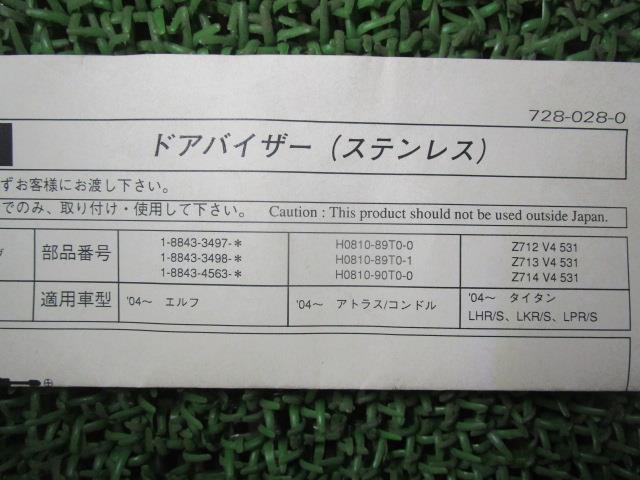 728-028-0
ドアバイザー（ステンレス）
ずお客様にお渡し下さい。
でのみ、取り付け・使用して下さい。 Caution : This product should not be used outside Japan.
部品番号 1-8843-3497-＊ H0810-89T0-0 Z712 V4 531
1-8843-3498-＊ H0810-89T0-1 Z713 V4 531
1-8843-4563-＊ H0810-90T0-0 Z714 V4 531
適用車型 '04～ エルフ '04～ アトラス/コンドル '04～ タイタン
LHR/S、LKR/S、LPR/S